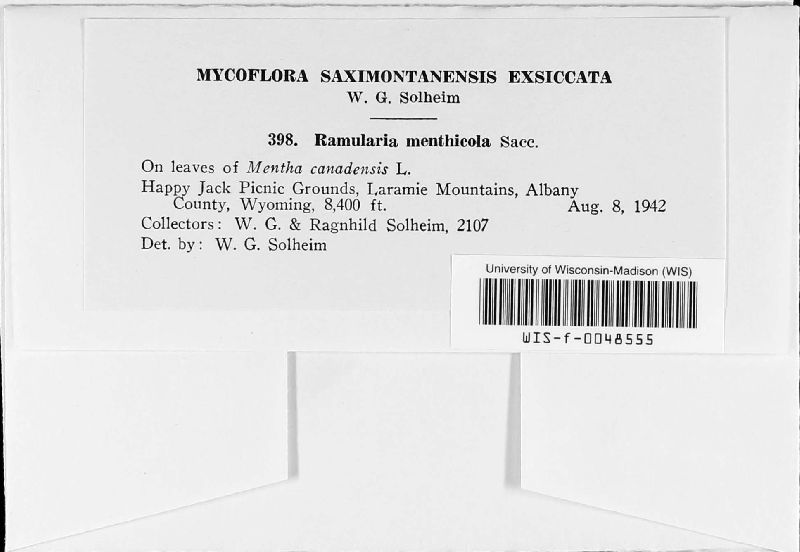 MYCOFLORA SAXIMONTANENSIS EXSICCATA
W. G. Solheim
398. Ramularia menthicola Sacc.
On leaves of Mentha canadensis L.
Happy Jack Picnic Grounds, Laramie Mountains, Albany
County, Wyoming, 8,400 ft. Aug. 8, 1942
Collectors: W. G. & Ragnhild Solheim, 2107
Det. by: W. G. Solheim
University of Wisconsin-Madison (WIS)
WIS-f-0048555